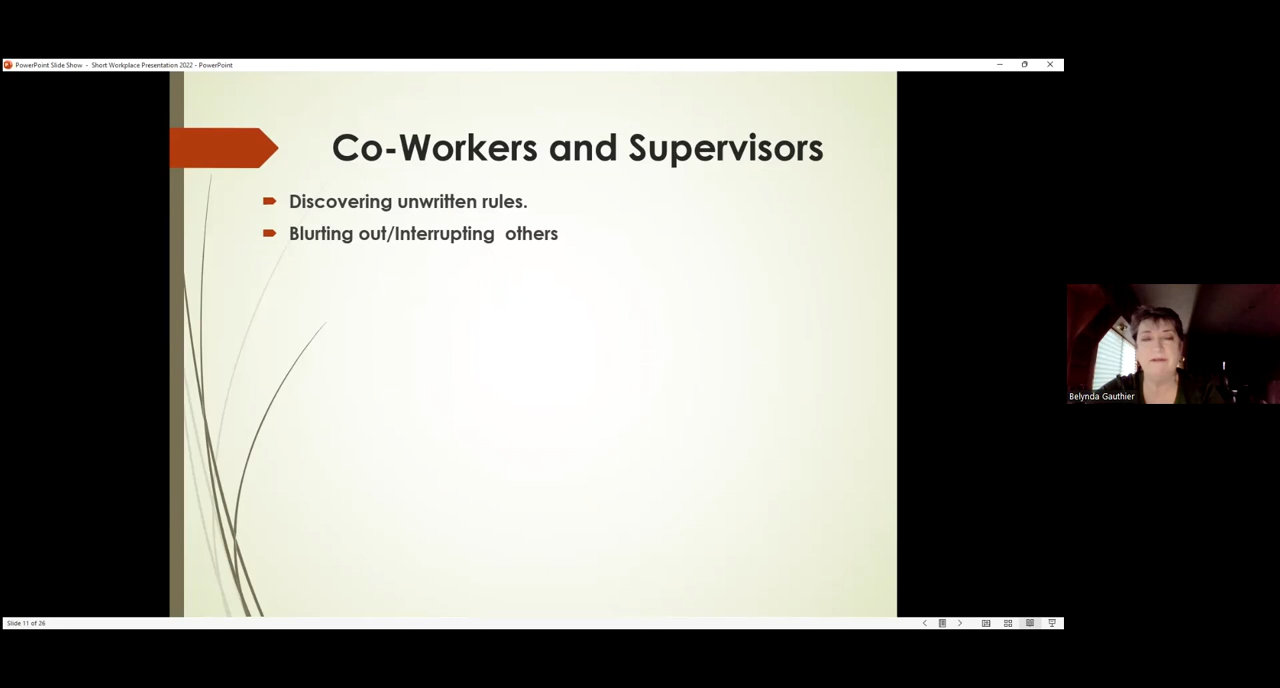 PowerPoint Slide Show - Short Workplace Presentation 2022 - PowerPoint
Co-Workers and Supervisors
Discovering unwritten rules.
Blurting out/Interrupting  others
Belynda Gauthier
Slide 11 of 26